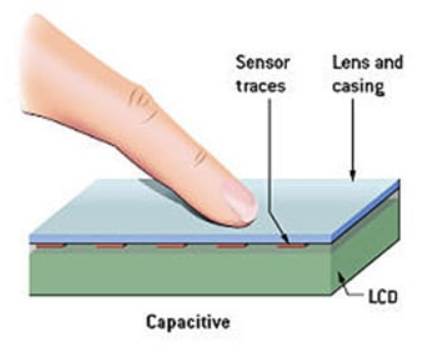 Sensor
traces
Lens and
casing
LCD
Capacitive